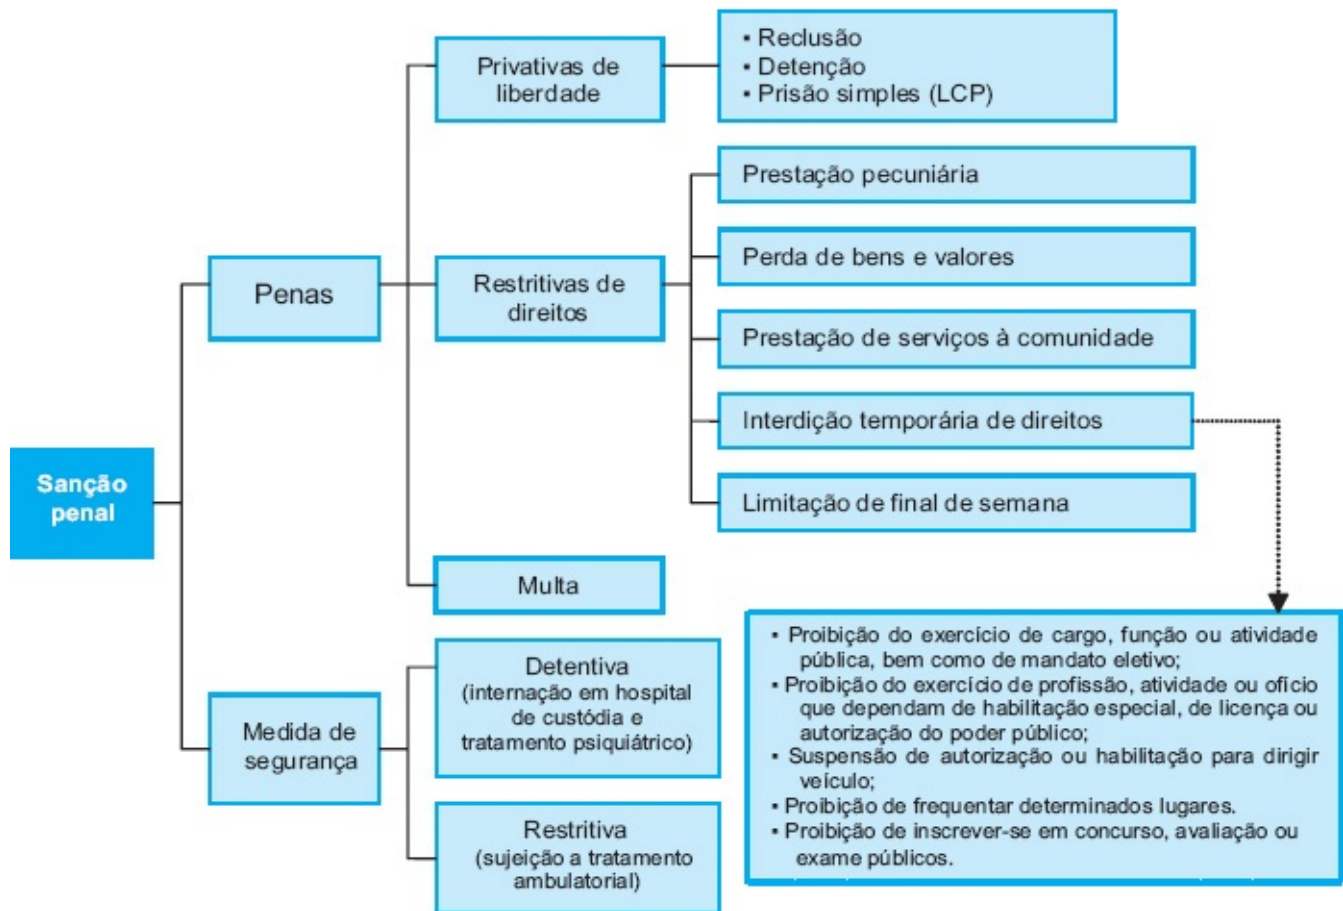 Sanção
penal
Penas
Privativas de
liberdade
▪ Reclusão
▪ Detenção
▪ Prisão simples (LCP)
Restritivas de
direitos
Prestação pecuniária
Perda de bens e valores
Prestação de serviços à comunidade
Interdição temporária de direitos
Limitação de final de semana
▪ Proibição do exercício de cargo, função ou atividade
pública, bem como de mandato eletivo;
▪ Proibição do exercício de profissão, atividade ou ofício
que dependam de habilitação especial, de licença ou
autorização do poder público;
▪ Suspensão de autorização ou habilitação para dirigir
veículo;
▪ Proibição de frequentar determinados lugares.
▪ Proibição de inscrever-se em concurso, avaliação ou
exame públicos.
Multa
Medida de
segurança
Detentiva
(internação em hospital
de custódia e
tratamento psiquiátrico)
Restritiva
(sujeição a tratamento
ambulatorial)